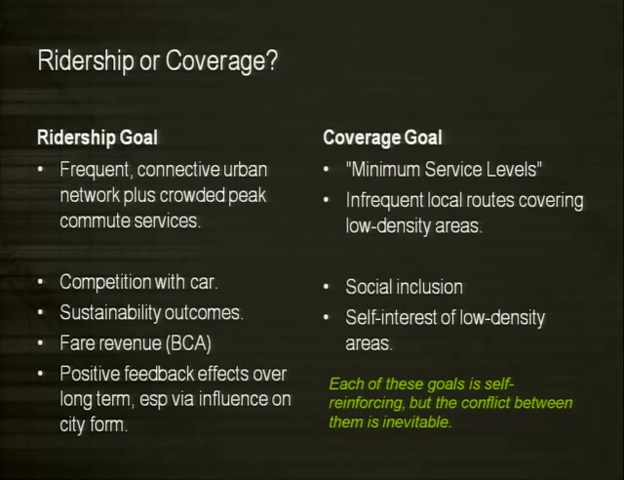 Ridership or Coverage?
Ridership Goal
• Frequent, connective urban
network plus crowded peak
commute services.
• Competition with car.
• Sustainability outcomes.
• Fare revenue (BCA)
• Positive feedback effects over
long term, esp via influence on
city form.
Coverage Goal
• "Minimum Service Levels"
• Infrequent local routes covering
low-density areas.
• Social inclusion
• Self-interest of low-density
areas.
Each of these goals is self-
reinforcing, but the conflict between
them is inevitable.